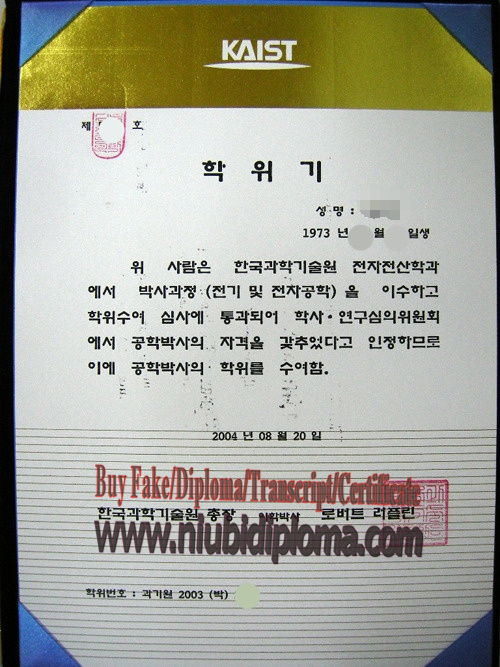 KAIST
제 호
학 위 기
성 명 :
1973 년 월 일생
위 사람은 한국과학기술원 전자전산학과
에서 박사과정 (전기 및 전자공학) 을 이수하고
학위수여 심사에 통과되어 학사·연구심의위원회
에서 공학박사의 자격을 갖추었다고 인정하므로
이에 공학박사의 학위를 수여함.
2004 년 08 월 20 일
Buy Fake/Diploma/Transcript/Certificate
한국과학기술원 총장 로버트 러플린
www.niubidiploma.com
학위번호 : 과기원 2003 (박)